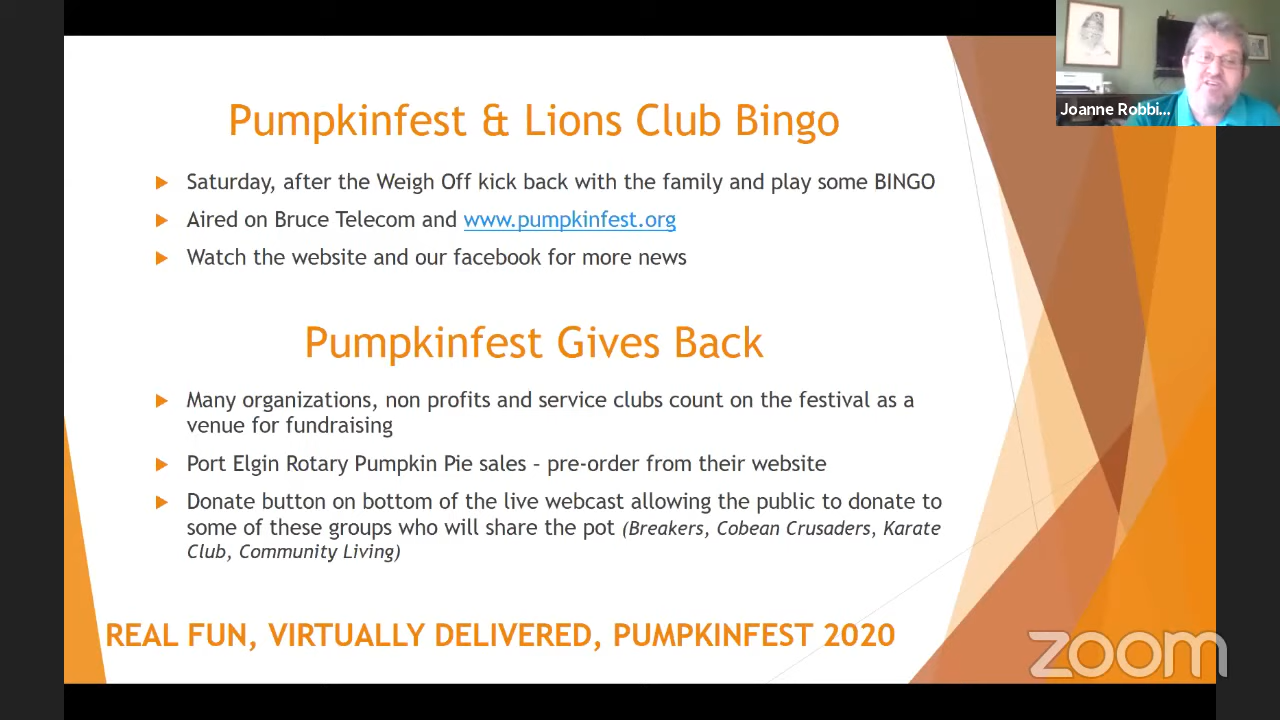 Joanne Robbi...
Pumpkinfest & Lions Club Bingo
Saturday, after the Weigh Off kick back with the family and play some BINGO
Aired on Bruce Telecom and www.pumpkinfest.org
Watch the website and our facebook for more news
Pumpkinfest Gives Back
Many organizations, non profits and service clubs count on the festival as a
venue for fundraising
Port Elgin Rotary Pumpkin Pie sales – pre-order from their website
Donate button on bottom of the live webcast allowing the public to donate to
some of these groups who will share the pot (Breakers, Cobean Crusaders, Karate
Club, Community Living)
REAL FUN, VIRTUALLY DELIVERED, PUMPKINFEST 2020
zoom